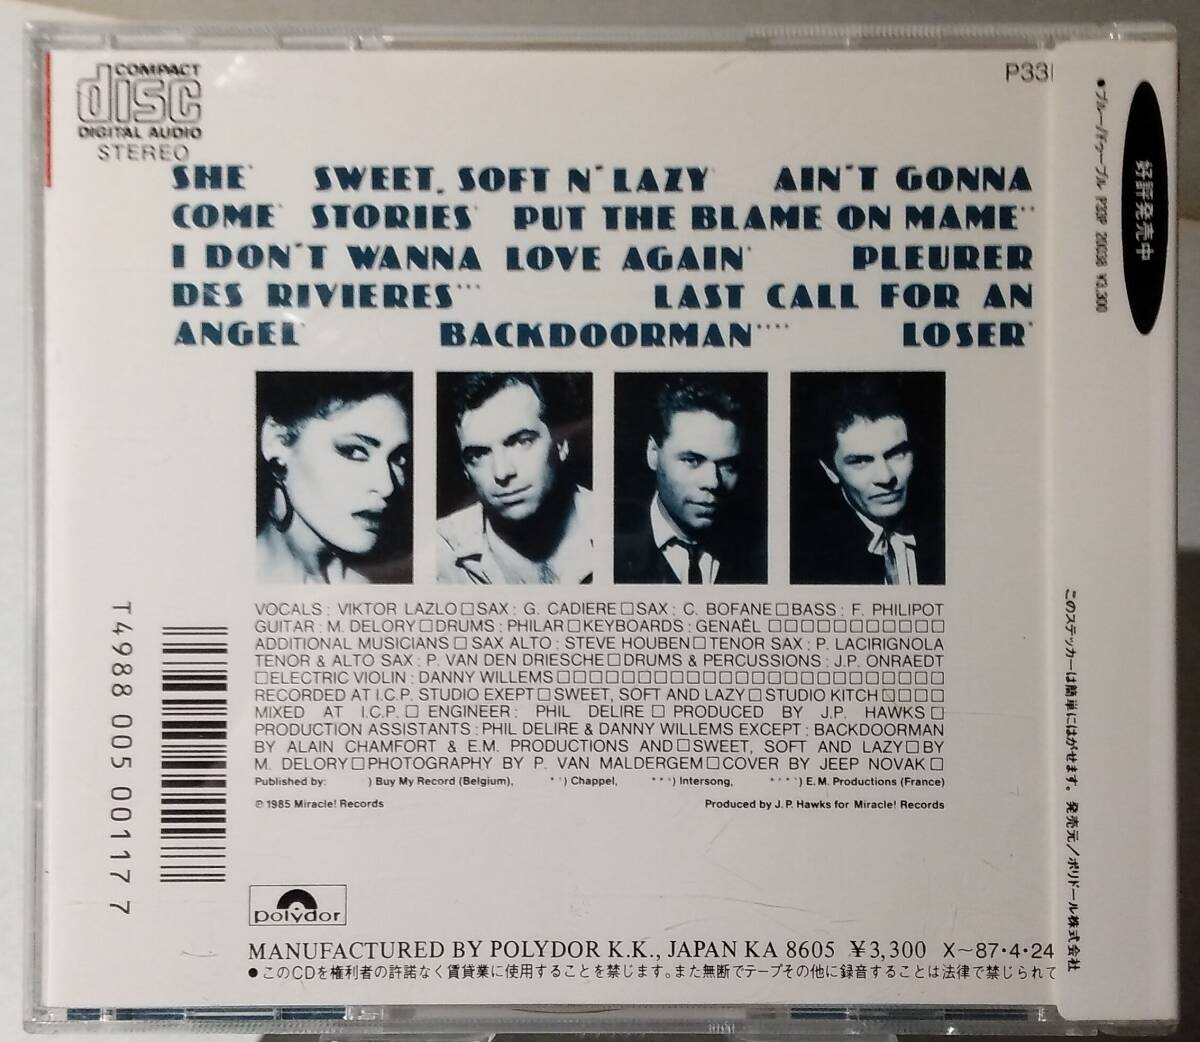 COMPACT
disc
DIGITAL AUDIO
STEREO
P33
SHE* SWEET, SOFT N' LAZY* AIN'T GONNA
COME* STORIES* PUT THE BLAME ON MAME**
I DON'T WANNA LOVE AGAIN* PLEURER
DES RIVIERES*** LAST CALL FOR AN
ANGEL* BACKDOORMAN**** LOSER*
VOCALS : VIKTOR LAZLO□SAX : G. CADIERE□SAX : C. BOFANE□BASS : F. PHILIPOT
GUITAR : M. DELORY□DRUMS : PHILAR□KEYBOARDS : GENAËL□□□□□□□□□□□
ADDITIONAL MUSICIANS□SAX ALTO : STEVE HOUBEN□TENOR SAX : P. LACIRIGNOLA
TENOR & ALTO SAX : P. VAN DEN DRIESCHE□DRUMS & PERCUSSIONS : J.P. ONRAEDT
□ELECTRIC VIOLIN : DANNY WILLEMS□□□□□□□□□□□□□□□□□□□□□□
RECORDED AT I.C.P. STUDIO EXEPT□SWEET, SOFT AND LAZY□STUDIO KITCH□□□□
MIXED AT I.C.P.□ENGINEER : PHIL DELIRE□PRODUCED BY J.P. HAWKS□
PRODUCTION ASSISTANTS : PHIL DELIRE & DANNY WILLEMS EXCEPT : BACKDOORMAN
BY ALAIN CHAMFORT & E.M. PRODUCTIONS AND□SWEET, SOFT AND LAZY□BY
M. DELORY□PHOTOGRAPHY BY P. VAN MALDERGEM□COVER BY JEEP NOVAK□
Published by: ) Buy My Record (Belgium), **) Chappel, ***) Intersong, ****) E.M. Productions (France)
℗ 1985 Miracle! Records Produced by J.P. Hawks for Miracle! Records
T4988 005 00117 7
polydor
MANUFACTURED BY POLYDOR K.K., JAPAN KA 8605 ¥3,300 X〜87・4・24
●このCDを権利者の許諾なく賃貸業に使用することを禁じます。また無断でテープその他に録音することは法律で禁じられて
好評発売中
●ブルー/ドゥーブル P33P 20038 ¥3,300
このステッカーは簡単にはがせます。発売元/ポリドール株式会社